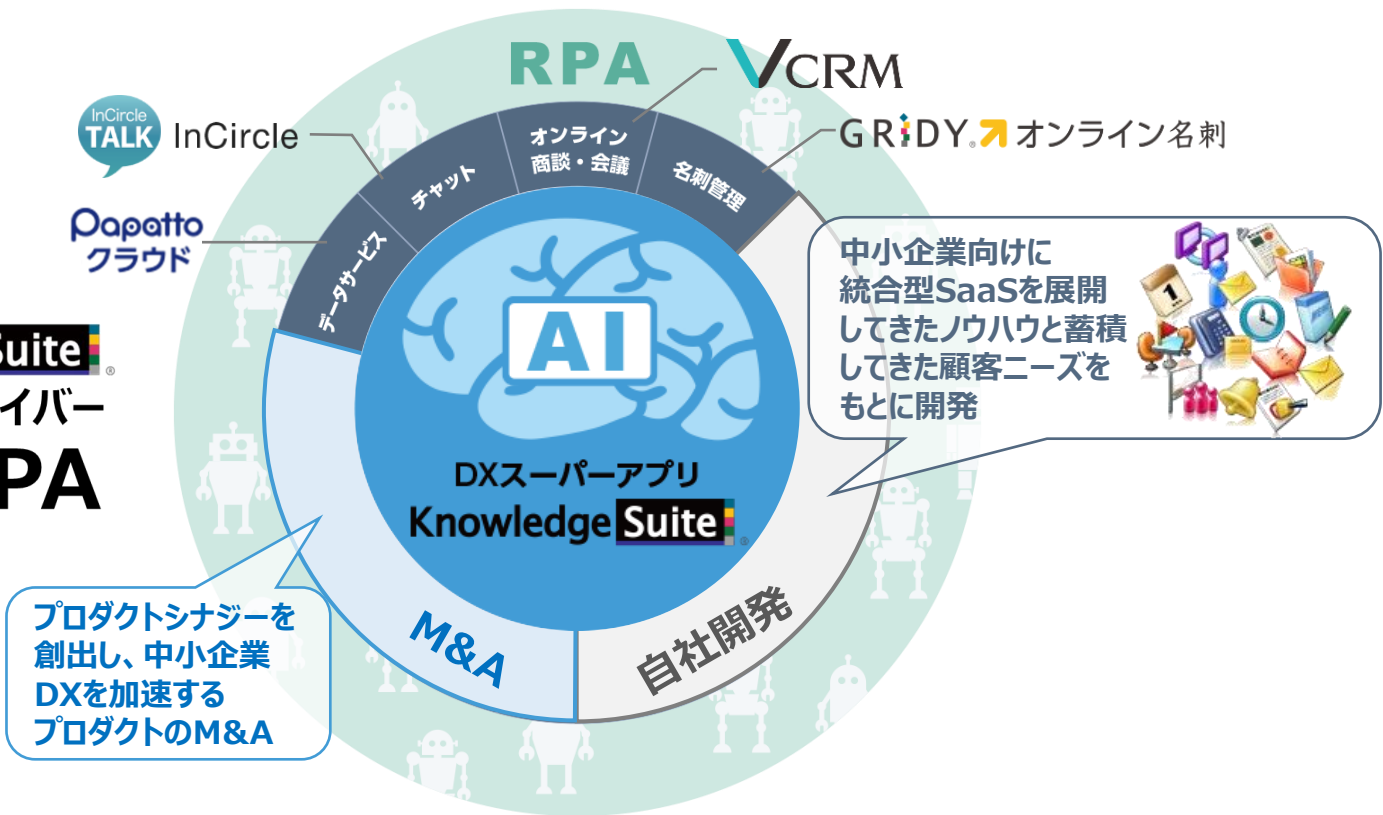 RPA
VCRM
InCircle
TALK
InCircle
GRiDY® オンライン名刺
オンライン
商談・会議
チャット
名刺管理
データサービス
Papatto
クラウド
中小企業向けに
統合型SaaSを展開
してきたノウハウと蓄積
してきた顧客ニーズを
もとに開発
1
AI
Suite®
イバー
PA
DXスーパーアプリ
Knowledge Suite®
プロダクトシナジーを
創出し、中小企業
DXを加速する
プロダクトのM&A
M&A
自社開発